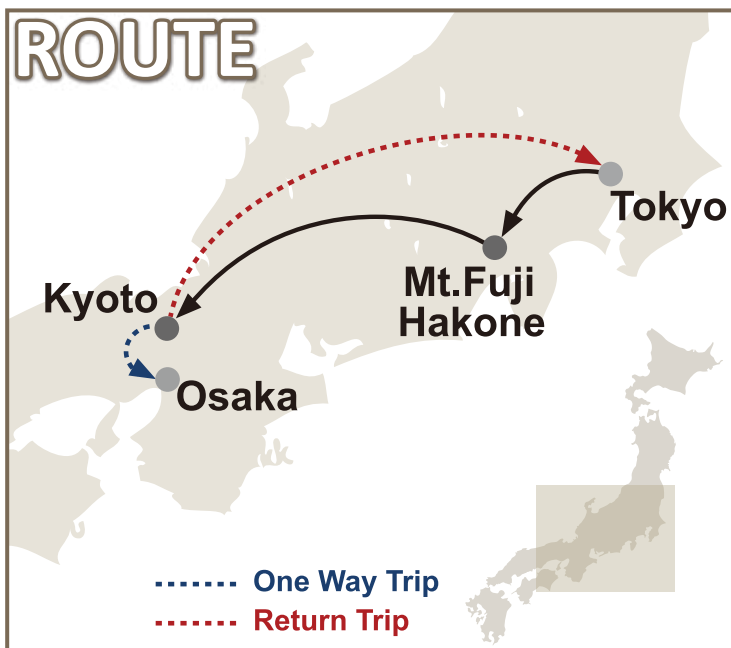 ROUTE
Tokyo
Mt.Fuji
Hakone
Kyoto
Osaka
One Way Trip
Return Trip